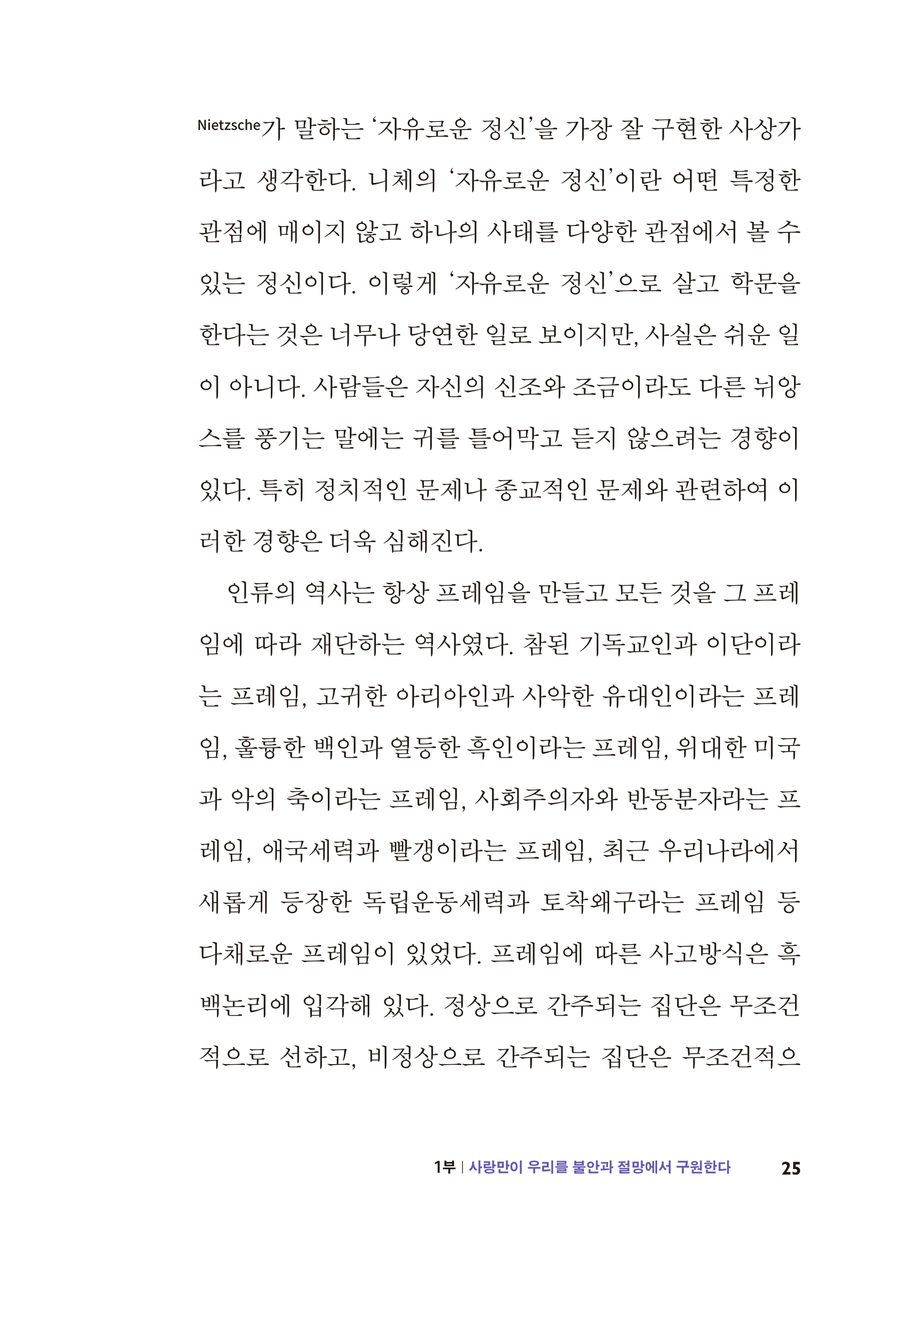 Nietzsche가 말하는 ‘자유로운 정신’을 가장 잘 구현한 사상가
라고 생각한다. 니체의 ‘자유로운 정신’이란 어떤 특정한
관점에 매이지 않고 하나의 사태를 다양한 관점에서 볼 수
있는 정신이다. 이렇게 ‘자유로운 정신’으로 살고 학문을
한다는 것은 너무나 당연한 일로 보이지만, 사실은 쉬운 일
이 아니다. 사람들은 자신의 신조와 조금이라도 다른 뉘앙
스를 풍기는 말에는 귀를 틀어막고 듣지 않으려는 경향이
있다. 특히 정치적인 문제나 종교적인 문제와 관련하여 이
러한 경향은 더욱 심해진다.
인류의 역사는 항상 프레임을 만들고 모든 것을 그 프레
임에 따라 재단하는 역사였다. 참된 기독교인과 이단이라
는 프레임, 고귀한 아리아인과 사악한 유대인이라는 프레
임, 훌륭한 백인과 열등한 흑인이라는 프레임, 위대한 미국
과 악의 축이라는 프레임, 사회주의자와 반동분자라는 프
레임, 애국세력과 빨갱이라는 프레임, 최근 우리나라에서
새롭게 등장한 독립운동세력과 토착왜구라는 프레임 등
다채로운 프레임이 있었다. 프레임에 따른 사고방식은 흑
백논리에 입각해 있다. 정상으로 간주되는 집단은 무조건
적으로 선하고, 비정상으로 간주되는 집단은 무조건적으
1부 | 사랑만이 우리를 불안과 절망에서 구원한다 25